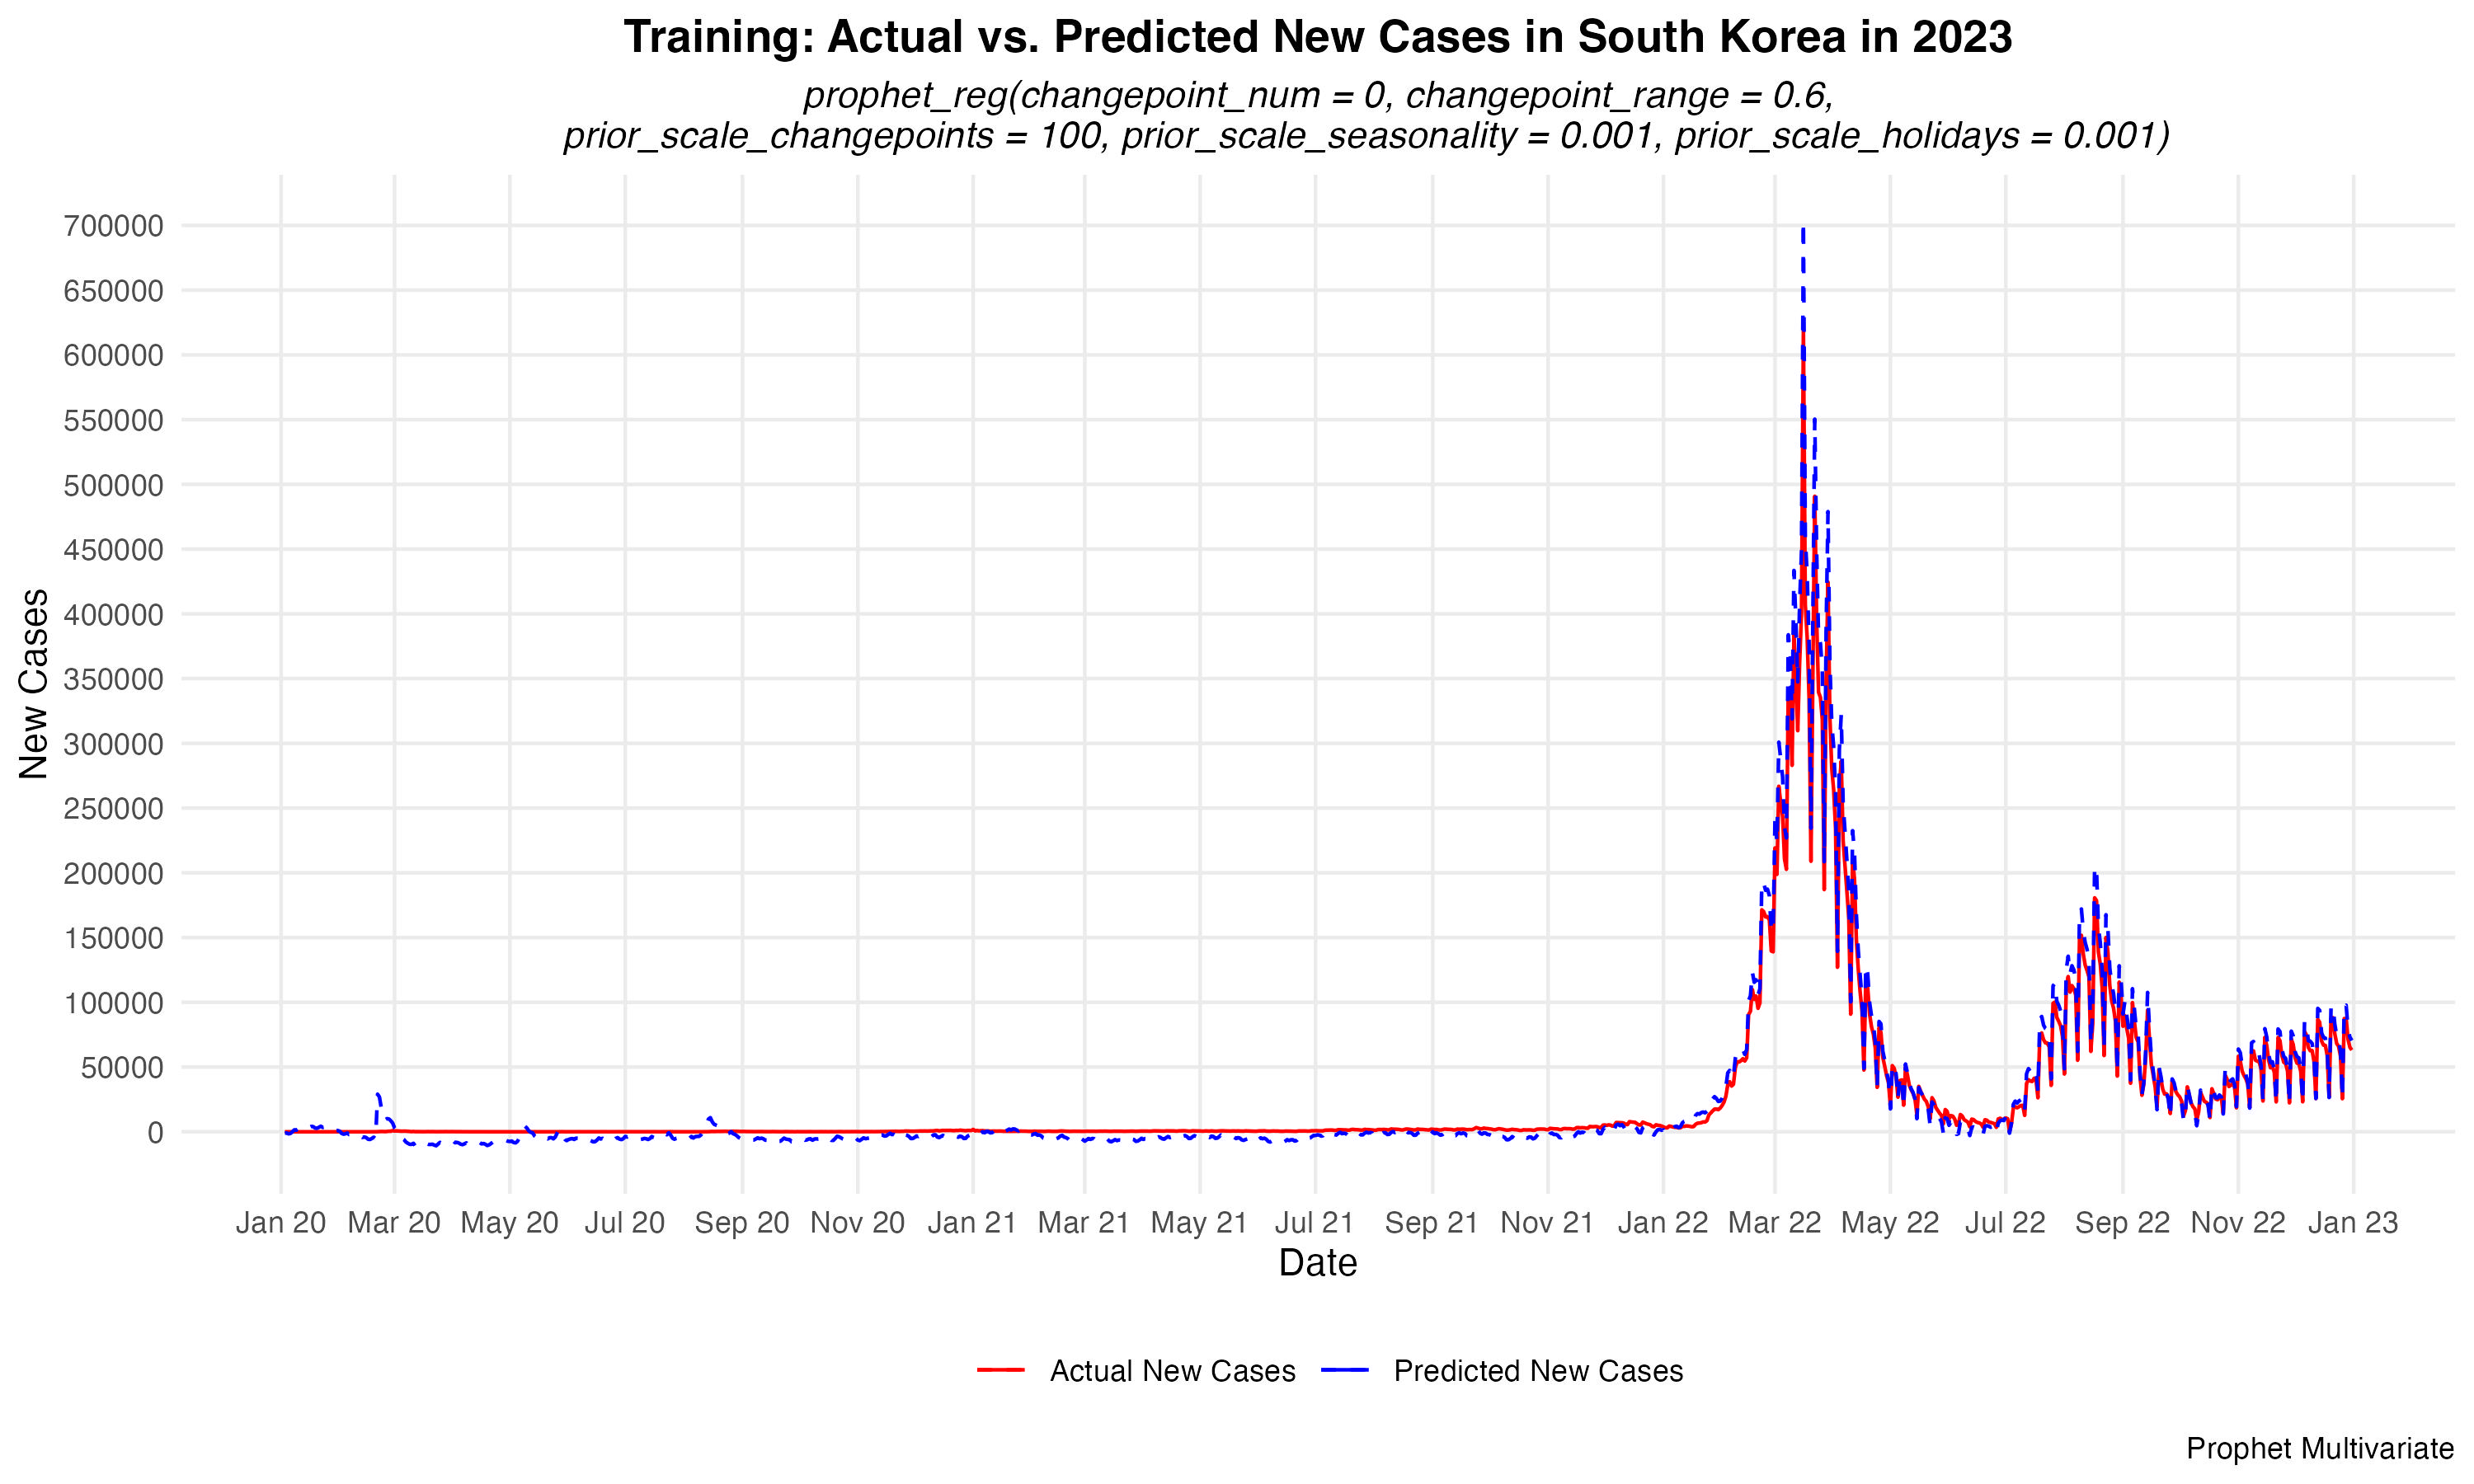 Training: Actual vs. Predicted New Cases in South Korea in 2023
prophet_reg(changepoint_num = 0, changepoint_range = 0.6,
prior_scale_changepoints = 100, prior_scale_seasonality = 0.001, prior_scale_holidays = 0.001)
New Cases
700000
650000
600000
550000
500000
450000
400000
350000
300000
250000
200000
150000
100000
50000
0
Jan 20 Mar 20 May 20 Jul 20 Sep 20 Nov 20 Jan 21 Mar 21 May 21 Jul 21 Sep 21 Nov 21 Jan 22 Mar 22 May 22 Jul 22 Sep 22 Nov 22 Jan 23
Date
Actual New Cases Predicted New Cases
Prophet Multivariate